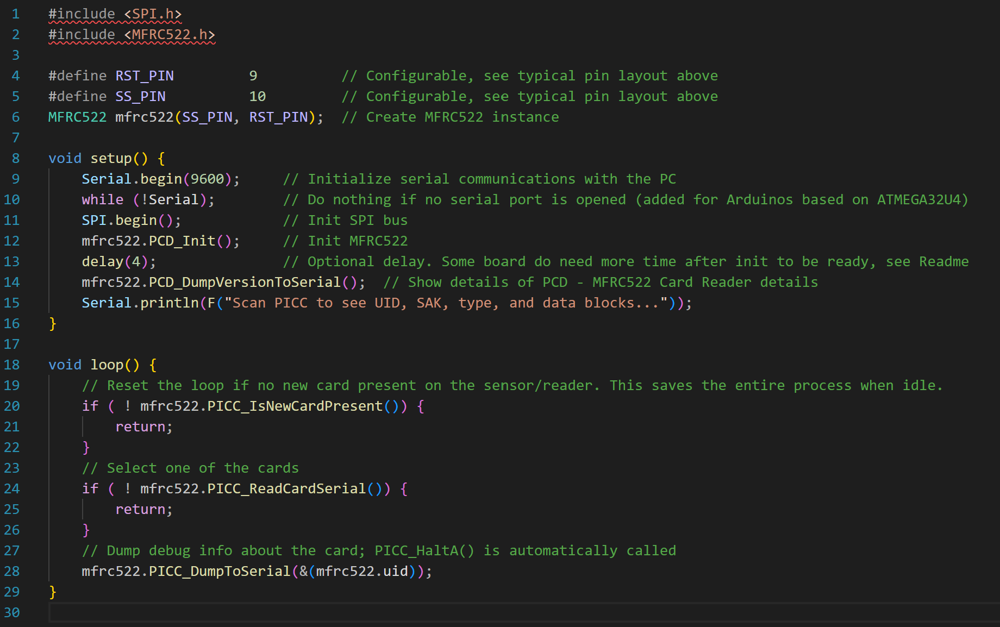 1 #include <SPI.h>
2 #include <MFRC522.h>
3
4 #define RST_PIN         9          // Configurable, see typical pin layout above
5 #define SS_PIN          10         // Configurable, see typical pin layout above
6 MFRC522 mfrc522(SS_PIN, RST_PIN);  // Create MFRC522 instance
7
8 void setup() {
9     Serial.begin(9600);     // Initialize serial communications with the PC
10     while (!Serial);        // Do nothing if no serial port is opened (added for Arduinos based on ATMEGA32U4)
11     SPI.begin();            // Init SPI bus
12     mfrc522.PCD_Init();     // Init MFRC522
13     delay(4);               // Optional delay. Some board do need more time after init to be ready, see Readme
14     mfrc522.PCD_DumpVersionToSerial();  // Show details of PCD - MFRC522 Card Reader details
15     Serial.println(F("Scan PICC to see UID, SAK, type, and data blocks..."));
16 }
17
18 void loop() {
19     // Reset the loop if no new card present on the sensor/reader. This saves the entire process when idle.
20     if ( ! mfrc522.PICC_IsNewCardPresent()) {
21         return;
22     }
23     // Select one of the cards
24     if ( ! mfrc522.PICC_ReadCardSerial()) {
25         return;
26     }
27     // Dump debug info about the card; PICC_HaltA() is automatically called
28     mfrc522.PICC_DumpToSerial(&(mfrc522.uid));
29 }
30